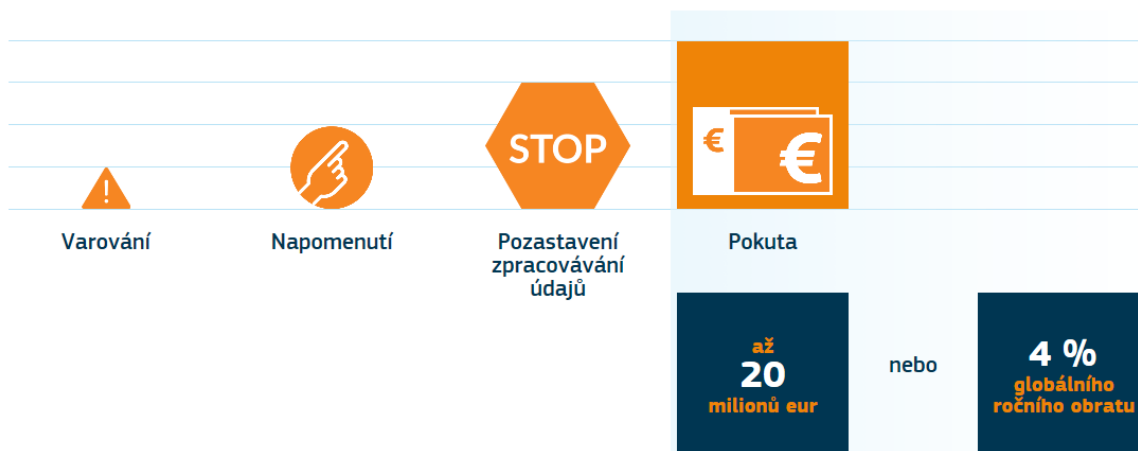 !
STOP
€
€
Varování
Napomenutí
Pozastavení
zpracovávání
údajů
Pokuta
až
20
milionů eur
nebo
4 %
globálního
ročního obratu